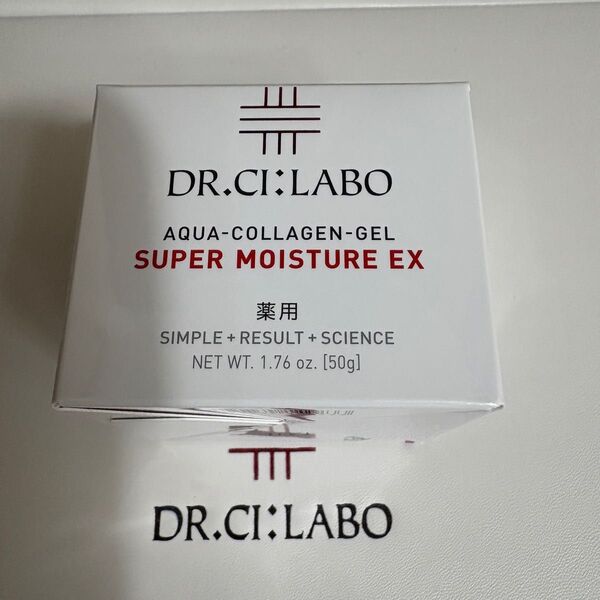 DR.CI:LABO
AQUA-COLLAGEN-GEL
SUPER MOISTURE EX
薬用
SIMPLE + RESULT + SCIENCE
NET WT. 1.76 oz. [50g]
DR.CI:LABO